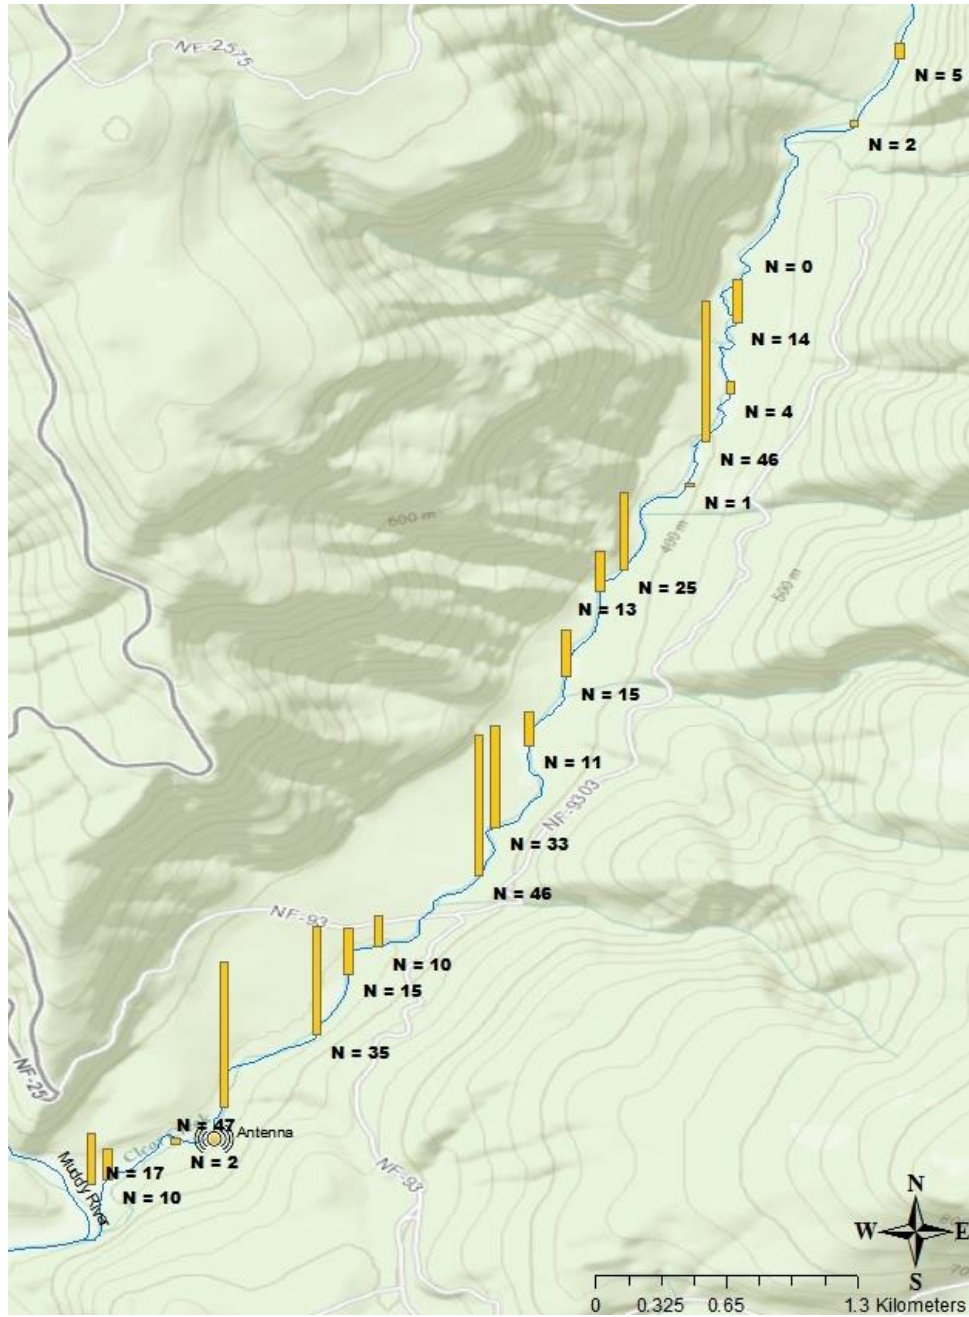 NF-2575
N = 5
N = 2
N = 0
N = 14
N = 4
N = 46
N = 1
600 m
400 m
N = 25
500 m
N = 13
N = 15
N = 11
NF-9303
N = 33
N = 46
NF-93
N = 10
N = 15
N = 35
NF-25
N = 47
Antenna
N = 2
Muddy River
N = 17
N = 10
NF-93
N
W
E
S
0 0.325 0.65 1.3 Kilometers